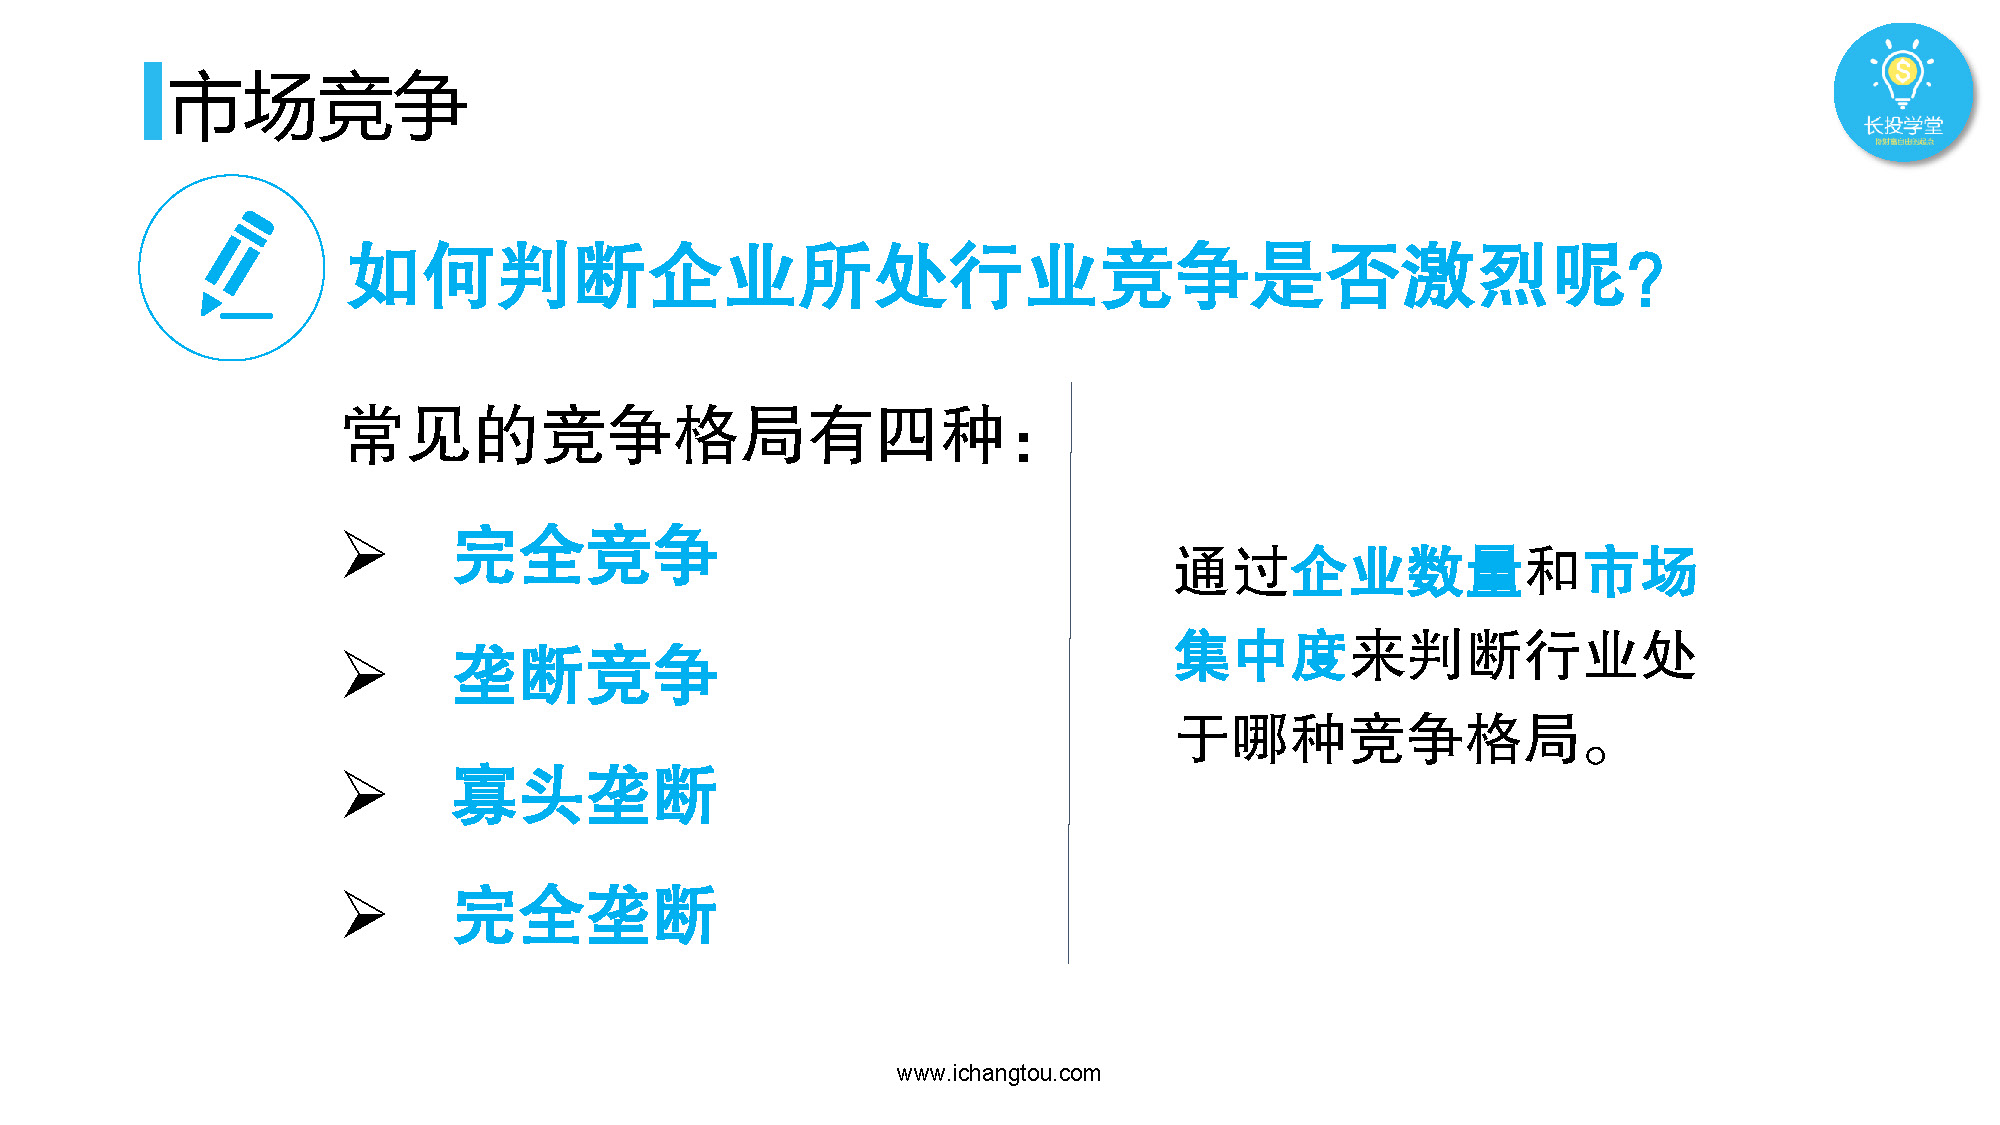 市场竞争
长投学堂
如何判断企业所处行业竞争是否激烈呢?
常见的竞争格局有四种：
➢ 完全竞争
➢ 垄断竞争
➢ 寡头垄断
➢ 完全垄断
通过企业数量和市场
集中度来判断行业处
于哪种竞争格局。
www.ichangtou.com